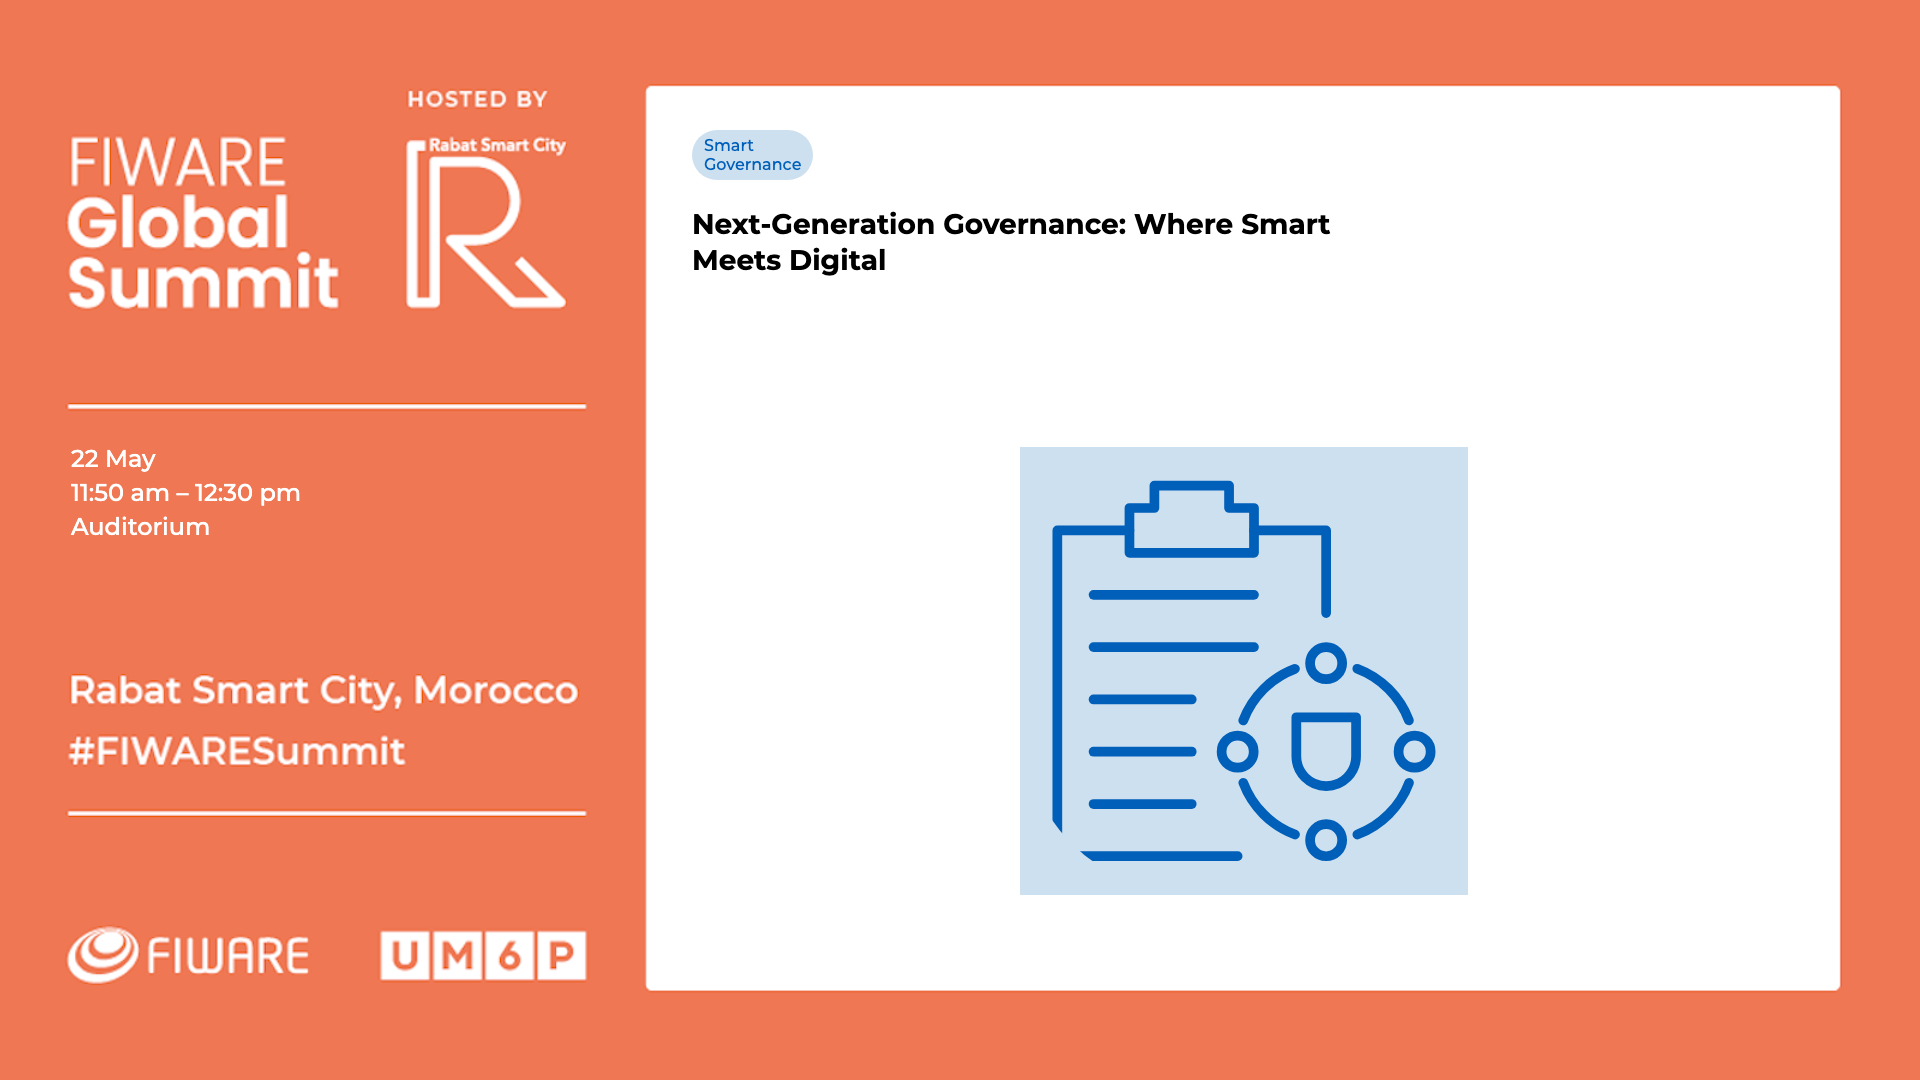 HOSTED BY
FIWARE
Global
Summit
Rabat Smart City
R
22 May
11:50 am – 12:30 pm
Auditorium
Rabat Smart City, Morocco
#FIWARESummit
FIWARE
UM6P
Smart
Governance
Next-Generation Governance: Where Smart
Meets Digital